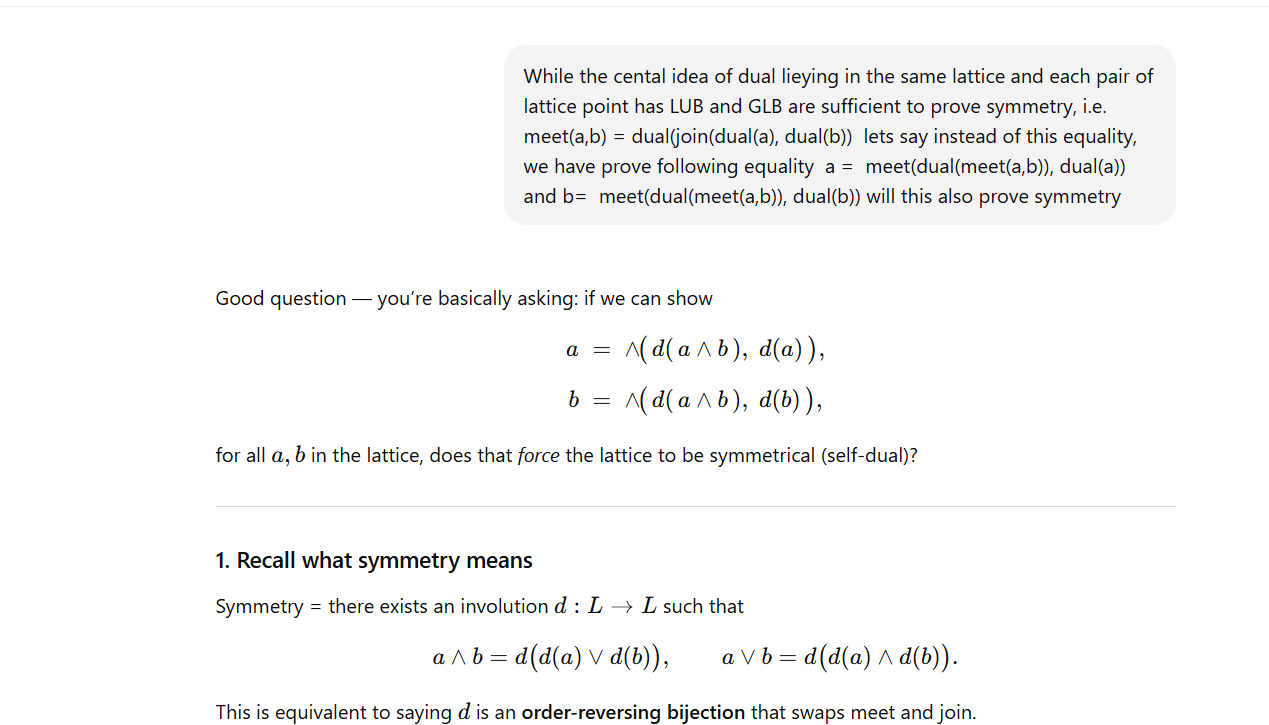 While the cental idea of dual lieying in the same lattice and each pair of
lattice point has LUB and GLB are sufficient to prove symmetry, i.e.
meet(a,b) = dual(join(dual(a), dual(b))  lets say instead of this equality,
we have prove following equality  a =  meet(dual(meet(a,b)), dual(a))
and b=  meet(dual(meet(a,b)), dual(b)) will this also prove symmetry
Good question — you're basically asking: if we can show
a = ∧(d(a ∧ b), d(a)),
b = ∧(d(a ∧ b), d(b)),
for all a, b in the lattice, does that force the lattice to be symmetrical (self-dual)?
1. Recall what symmetry means
Symmetry = there exists an involution d : L → L such that
a ∧ b = d(d(a) ∨ d(b)),    a ∨ b = d(d(a) ∧ d(b)).
This is equivalent to saying d is an order-reversing bijection that swaps meet and join.